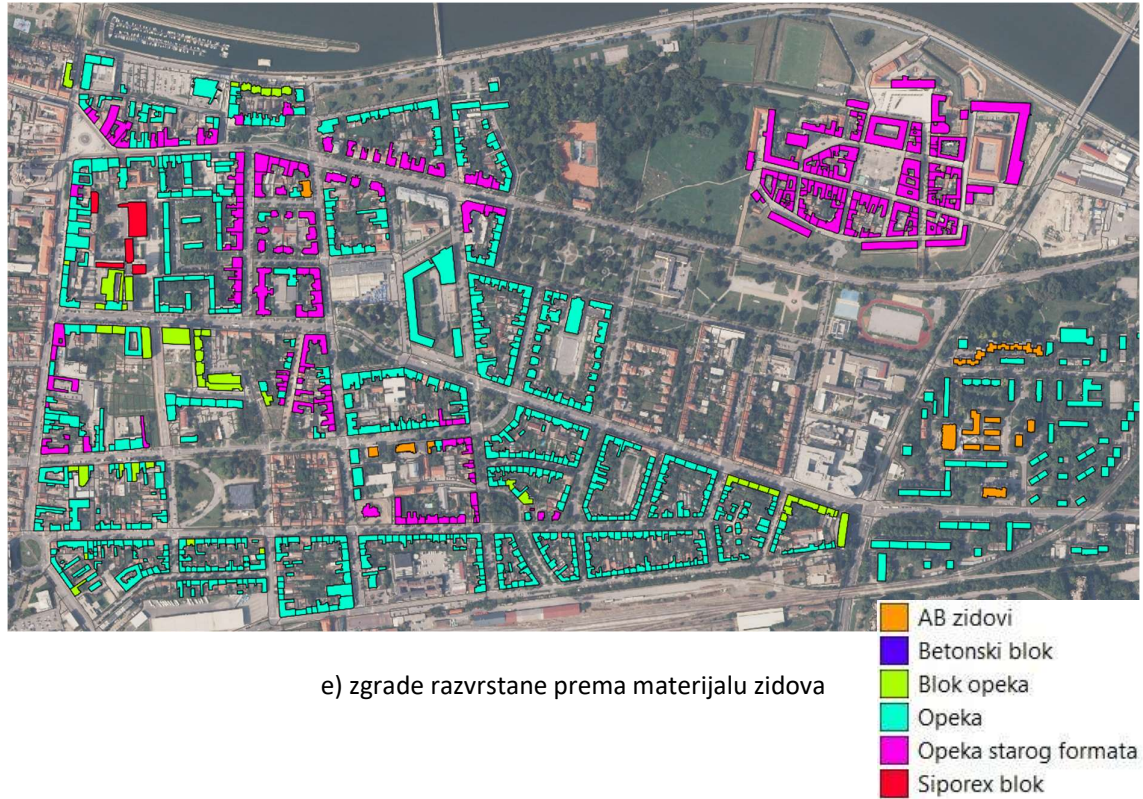 AB zidovi
Betonski blok
Blok opeka
Opeka
Opeka starog formata
Siporex blok
e) zgrade razvrstane prema materijalu zidova